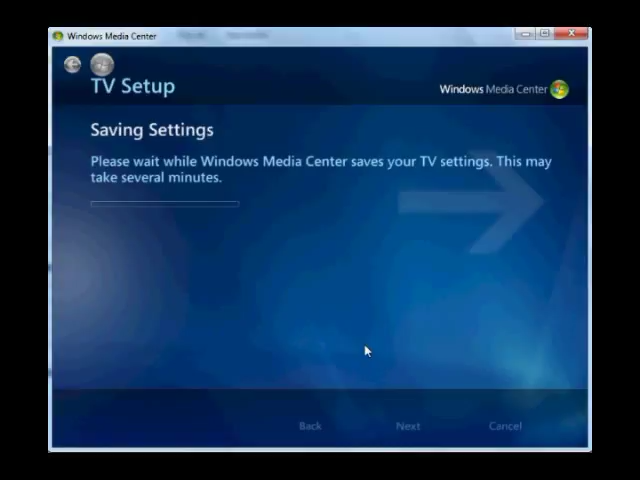 Windows Media Center
TV Setup
Windows Media Center
Saving Settings
Please wait while Windows Media Center saves your TV settings. This may
take several minutes.
Back
Next
Cancel